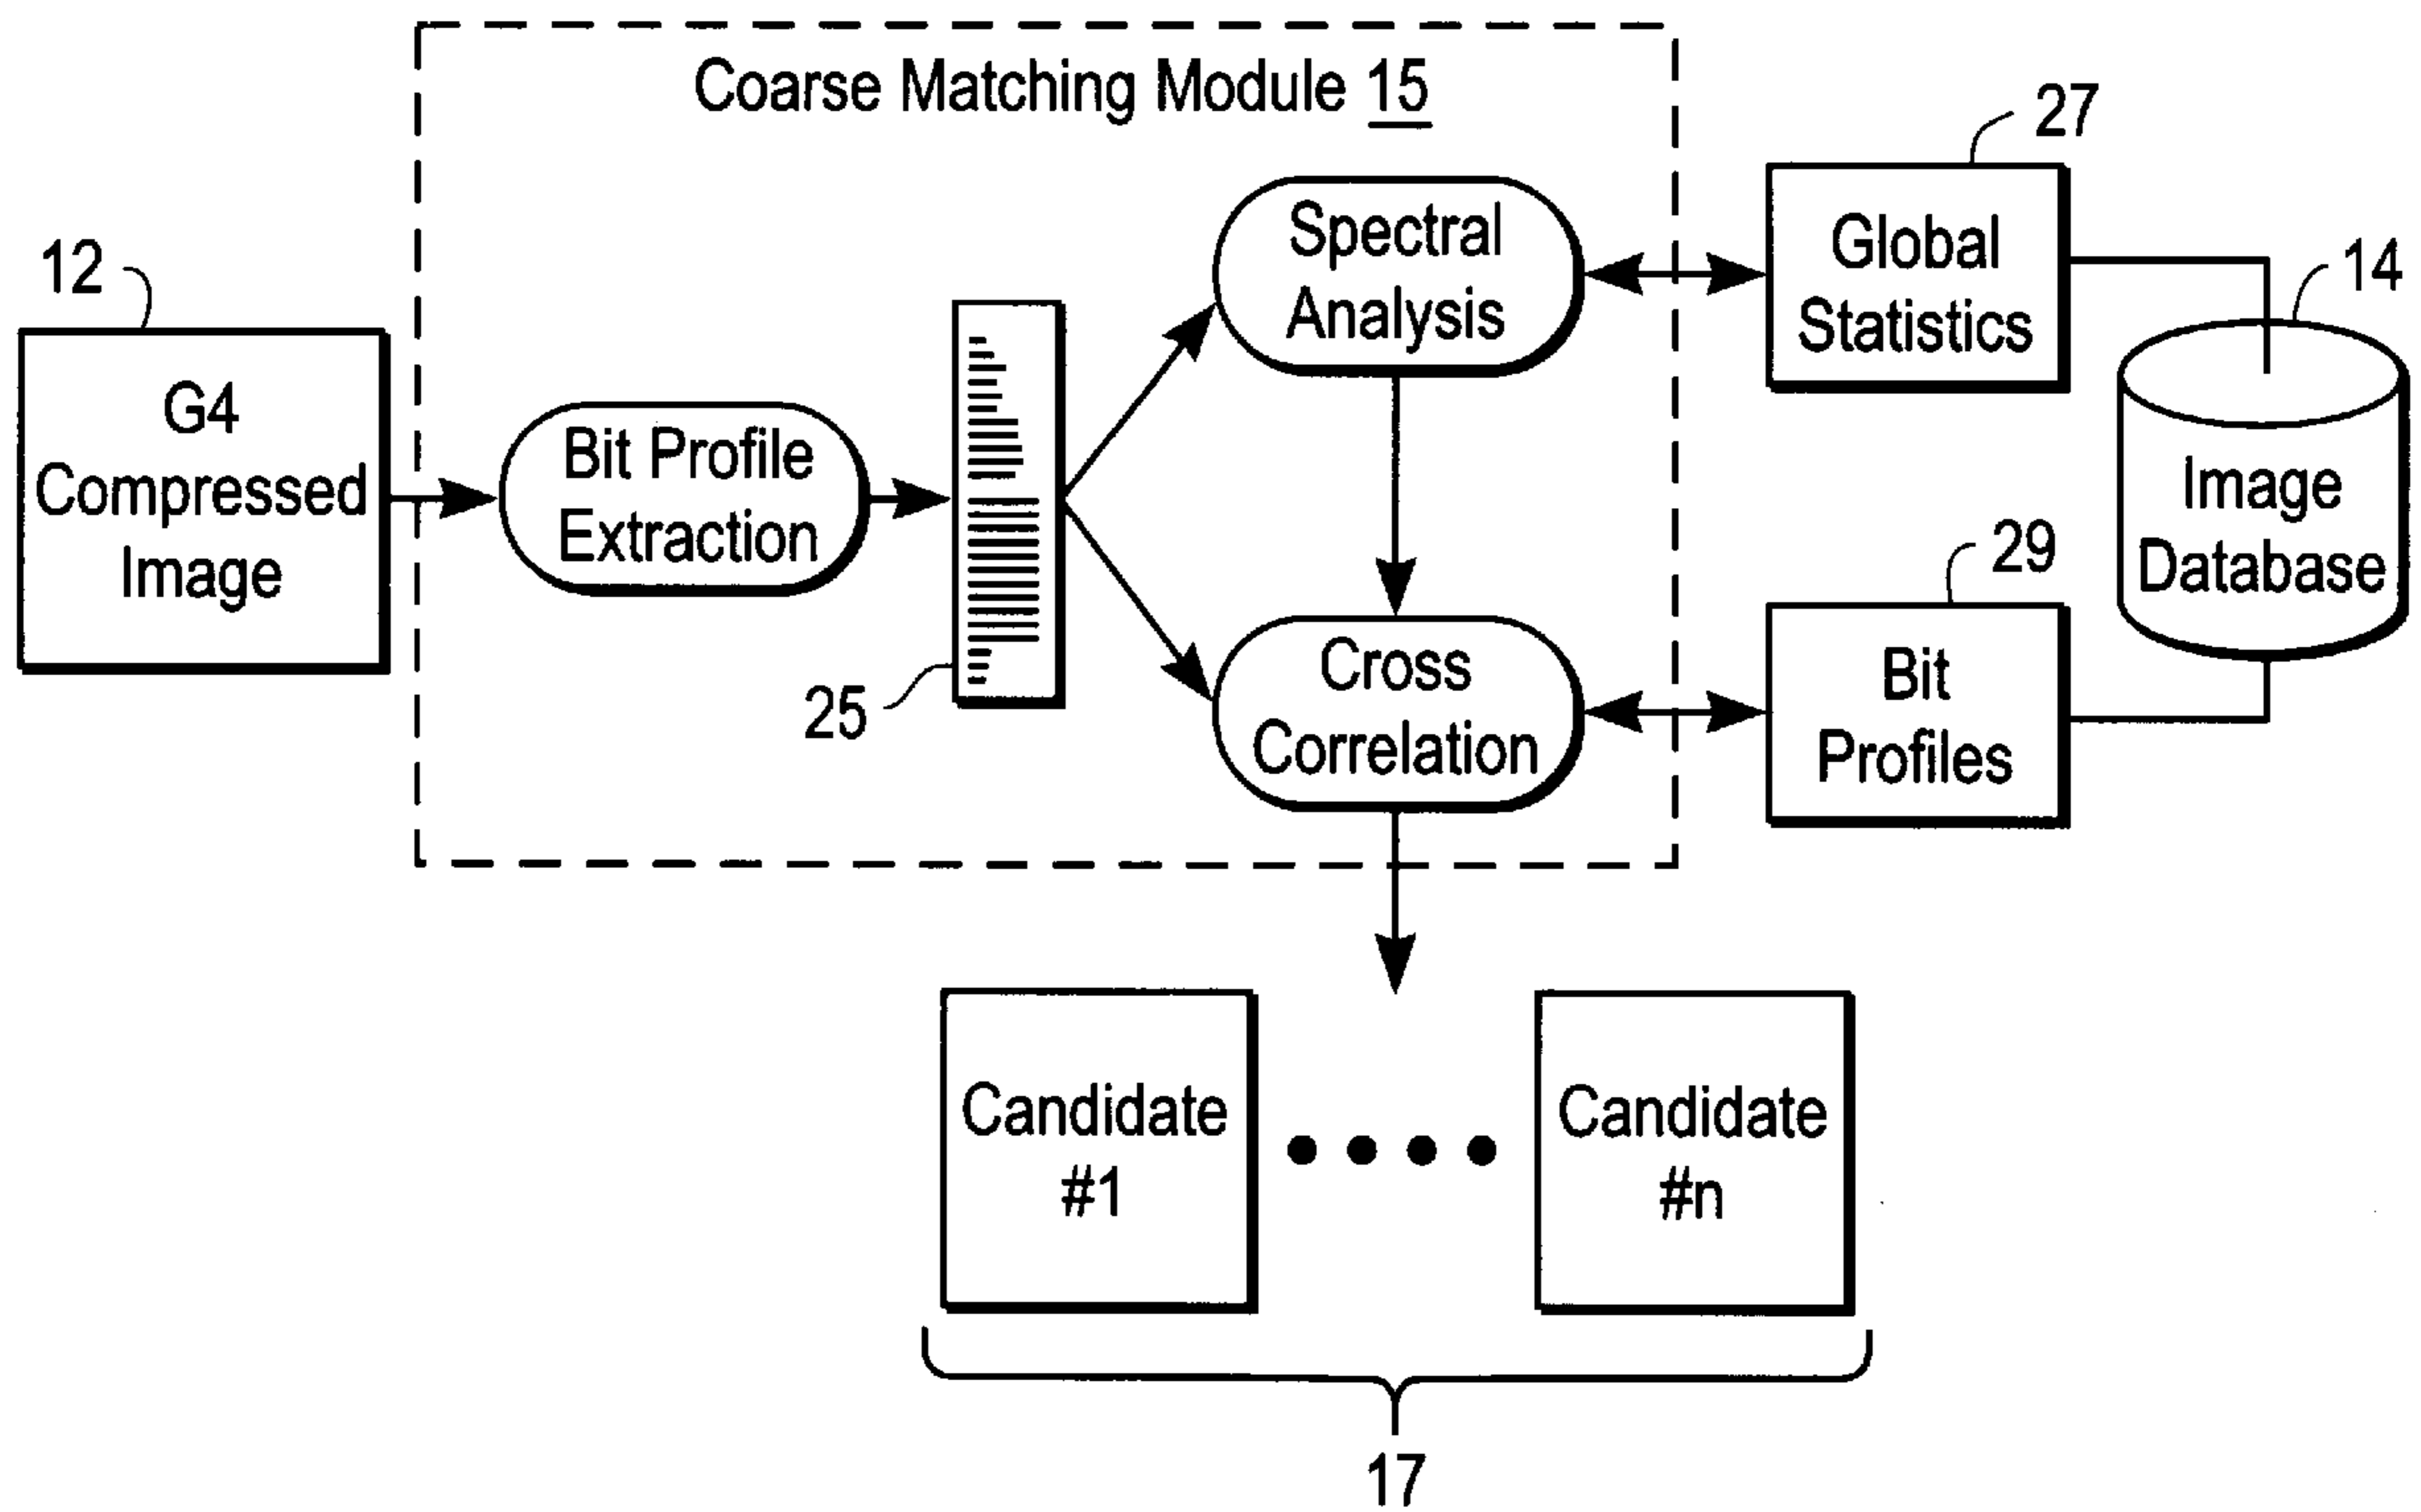 Coarse Matching Module 15
27
12
14
Spectral
Analysis
Global
Statistics
G4
Compressed
Image
Bit Profile
Extraction
Image
Database
29
25
Cross
Correlation
Bit
Profiles
Candidate
#1
Candidate
#n
17